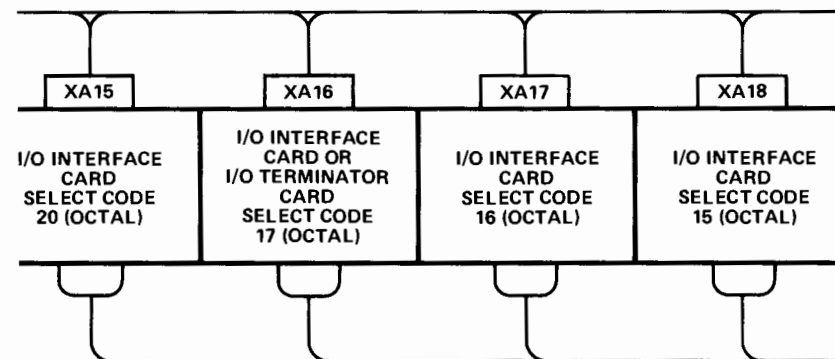 XA15
XA16
XA17
XA18
I/O INTERFACE
CARD
SELECT CODE
20 (OCTAL)
I/O INTERFACE
CARD OR
I/O TERMINATOR
CARD
SELECT CODE
17 (OCTAL)
I/O INTERFACE
CARD
SELECT CODE
16 (OCTAL)
I/O INTERFACE
CARD
SELECT CODE
15 (OCTAL)